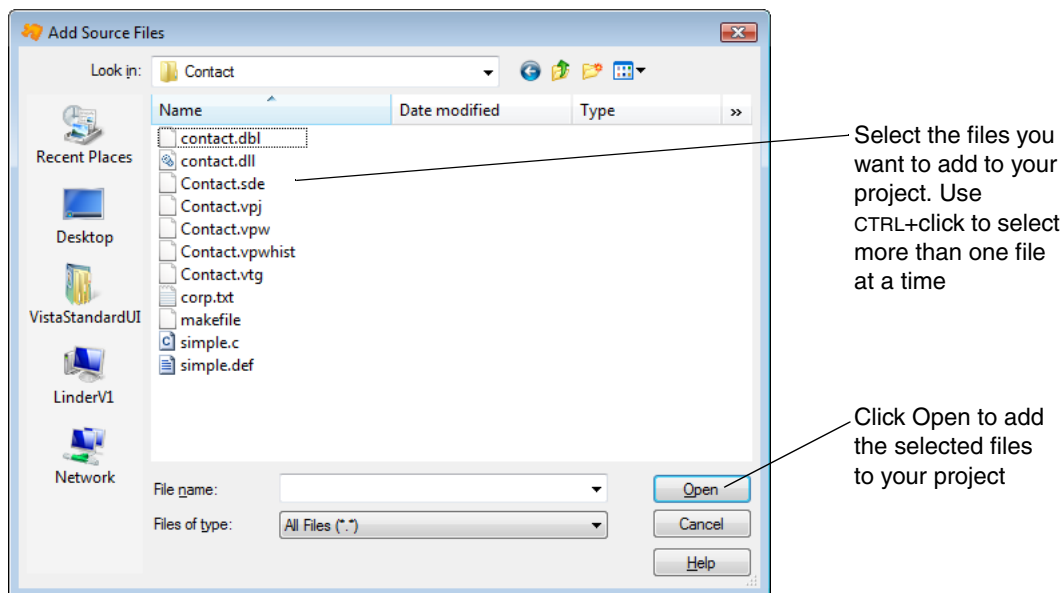 Add Source Files
Look in: Contact
Name Date modified Type »
contact.dbl
contact.dll
Contact.sde
Contact.vpj
Contact.vpw
Contact.vpwhist
Contact.vtg
corp.txt
makefile
simple.c
simple.def
Recent Places
Desktop
VistaStandardUI
LinderV1
Network
File name:
Open
Files of type: All Files (*.*)
Cancel
Help
Select the files you
want to add to your
project. Use
CTRL+click to select
more than one file
at a time
Click Open to add
the selected files
to your project